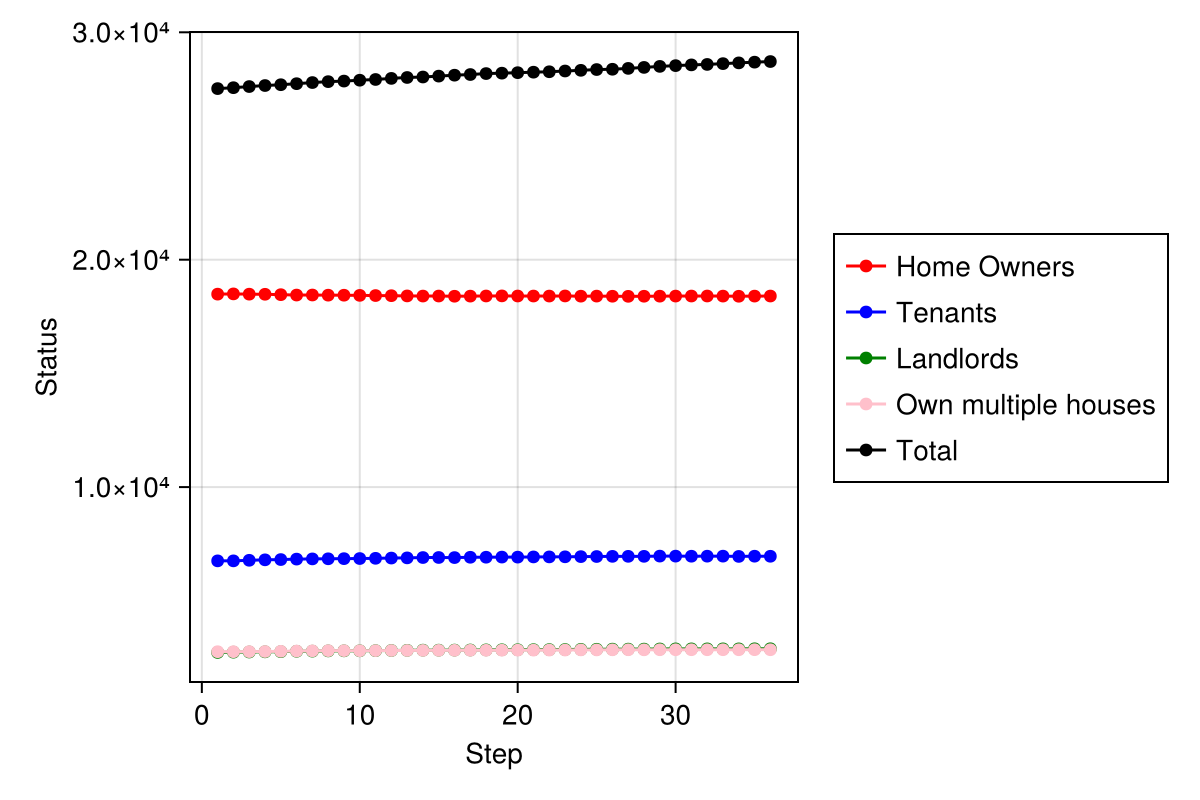 3.0×10⁴
2.0×10⁴
1.0×10⁴
Status
0 10 20 30
Step
Home Owners
Tenants
Landlords
Own multiple houses
Total